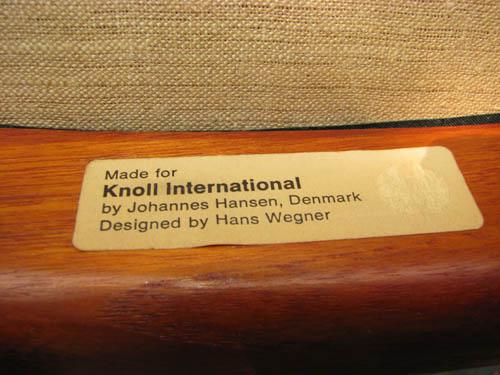 Made for
Knoll International
by Johannes Hansen, Denmark
Designed by Hans Wegner